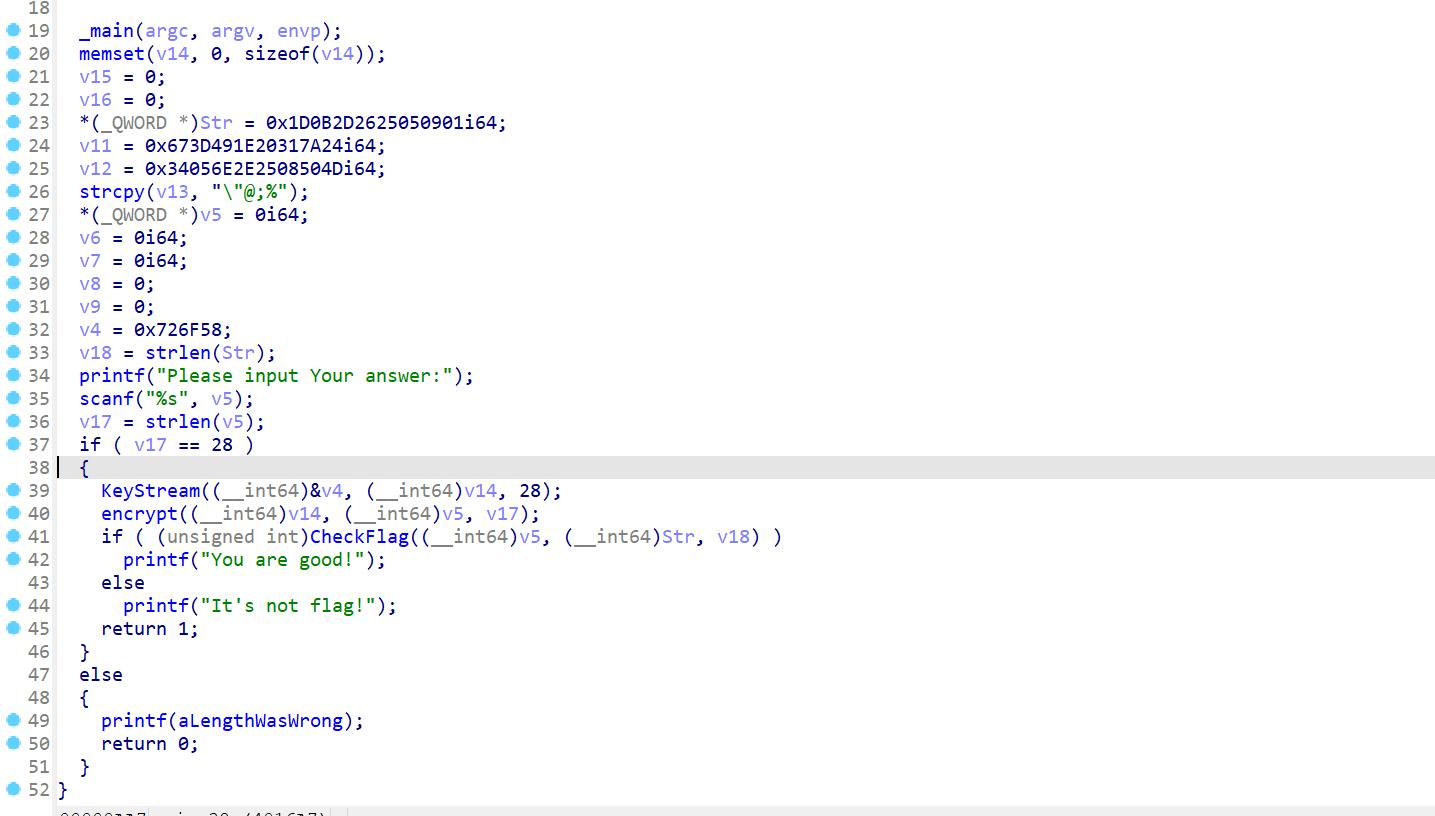 18
19 _main(argc, argv, envp);
20 memset(v14, 0, sizeof(v14));
21 v15 = 0;
22 v16 = 0;
23 *(_QWORD *)Str = 0x1D0B2D2625050901i64;
24 v11 = 0x673D491E20317A24i64;
25 v12 = 0x34056E2E2508504Di64;
26 strcpy(v13, "\"@;%");
27 *(_QWORD *)v5 = 0i64;
28 v6 = 0i64;
29 v7 = 0i64;
30 v8 = 0;
31 v9 = 0;
32 v4 = 0x726F58;
33 v18 = strlen(Str);
34 printf("Please input Your answer:");
35 scanf("%s", v5);
36 v17 = strlen(v5);
37 if ( v17 == 28 )
38 {
39 KeyStream((__int64)&v4, (__int64)v14, 28);
40 encrypt((__int64)v14, (__int64)v5, v17);
41 if ( (unsigned int)CheckFlag((__int64)v5, (__int64)Str, v18) )
42 printf("You are good!");
43 else
44 printf("It's not flag!");
45 return 1;
46 }
47 else
48 {
49 printf(aLengthWasWrong);
50 return 0;
51 }
52 }